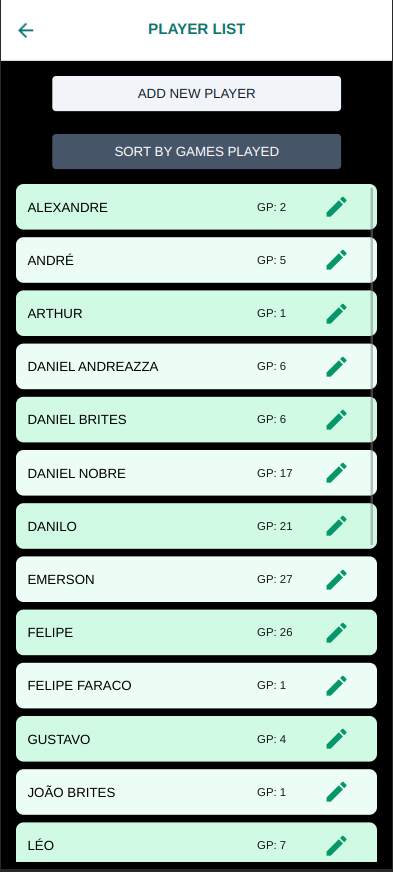 PLAYER LIST
ADD NEW PLAYER
SORT BY GAMES PLAYED
ALEXANDRE GP: 2
ANDRÉ GP: 5
ARTHUR GP: 1
DANIEL ANDREAZZA GP: 6
DANIEL BRITES GP: 6
DANIEL NOBRE GP: 17
DANILO GP: 21
EMERSON GP: 27
FELIPE GP: 26
FELIPE FARACO GP: 1
GUSTAVO GP: 4
JOÃO BRITES GP: 1
LÉO GP: 7